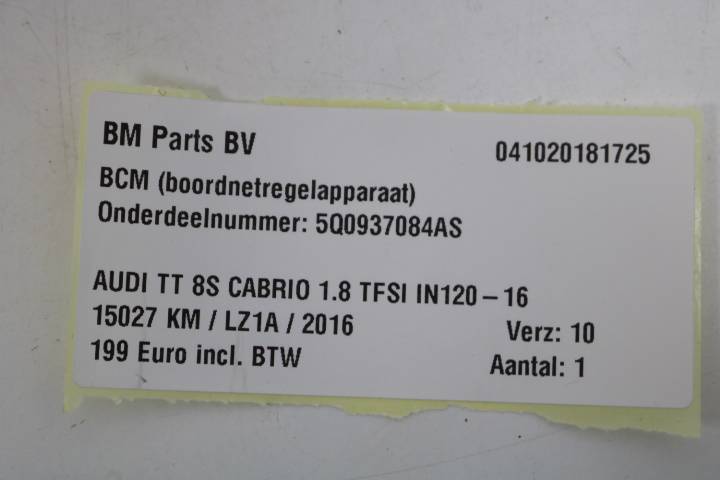 BM Parts BV 041020181725
BCM (boordnetregelapparaat)
Onderdeelnummer: 5Q0937084AS
AUDI TT 8S CABRIO 1.8 TFSI IN120-16
15027 KM / LZ1A / 2016 Verz: 10
199 Euro incl. BTW Aantal: 1